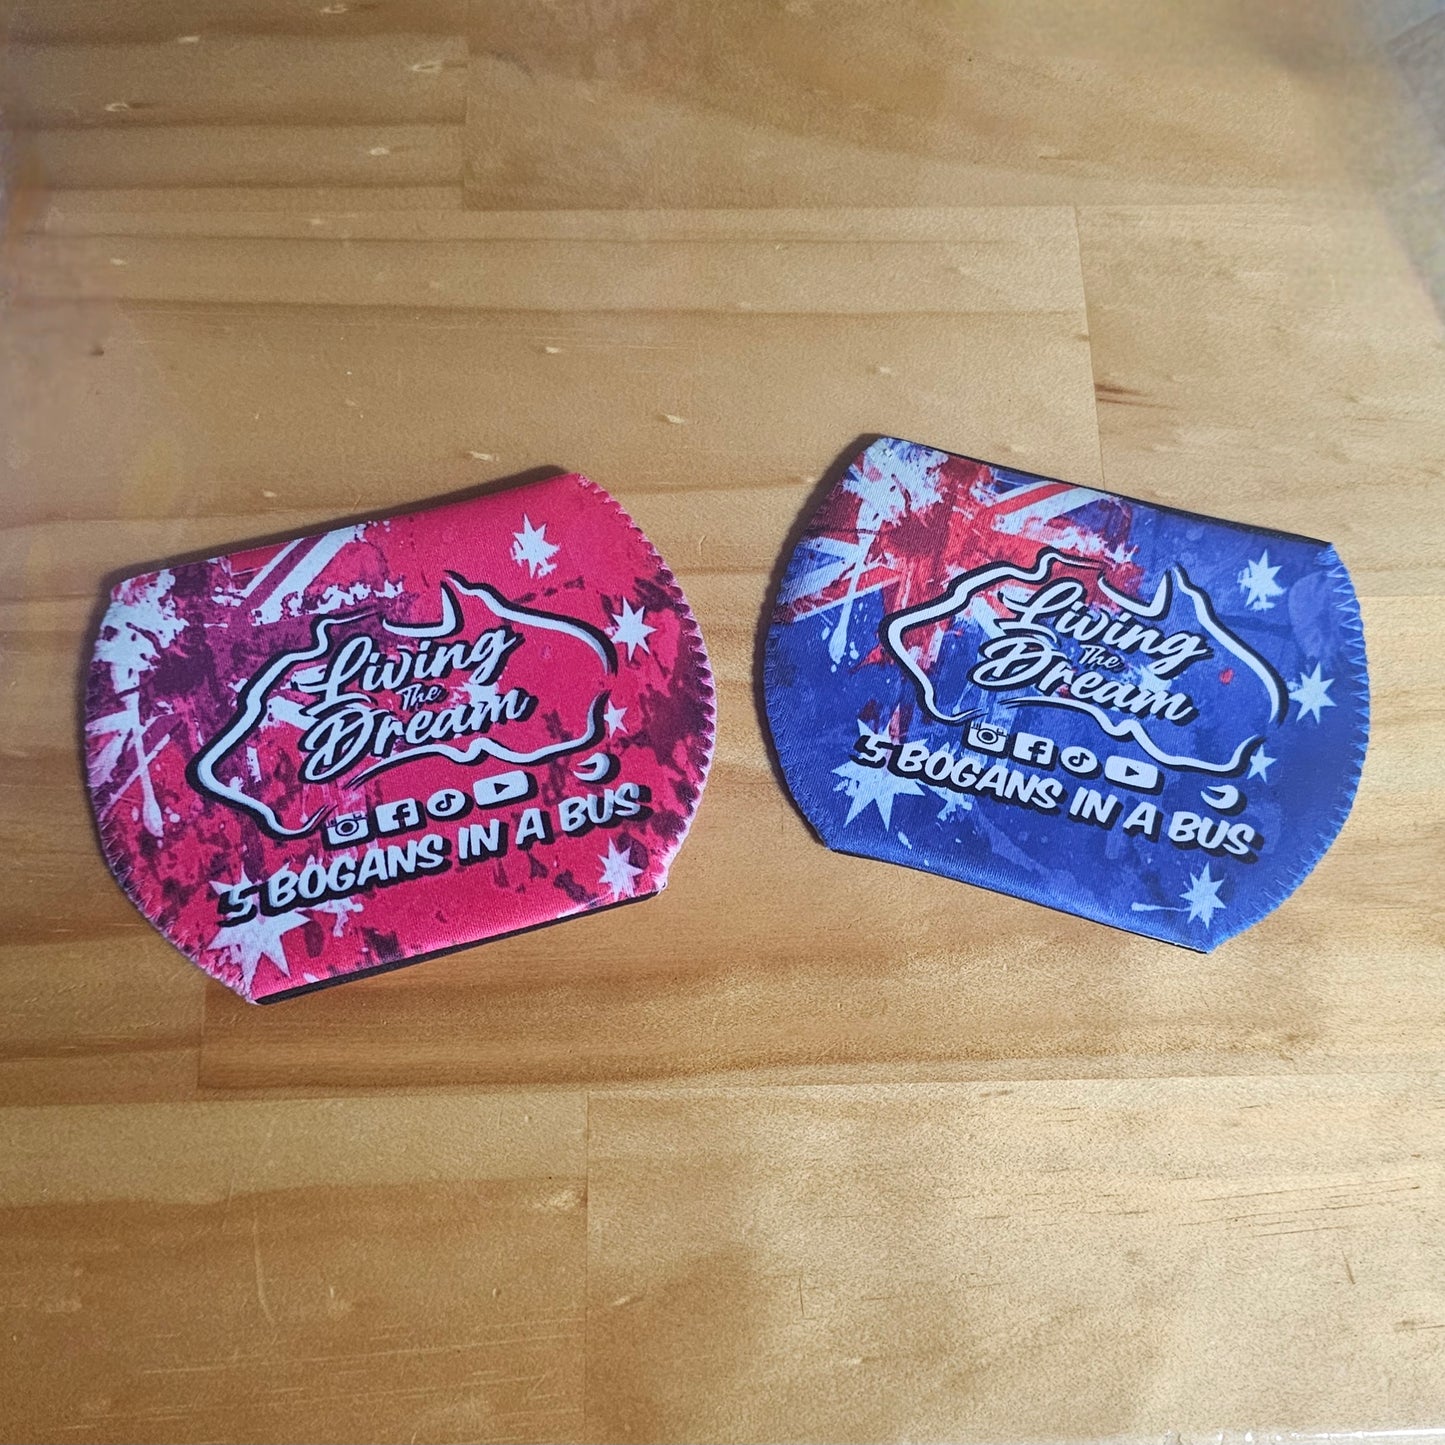 Living
The
Dream
5 BOGANS IN A BUS
Living
The
Dream
5 BOGANS IN A BUS